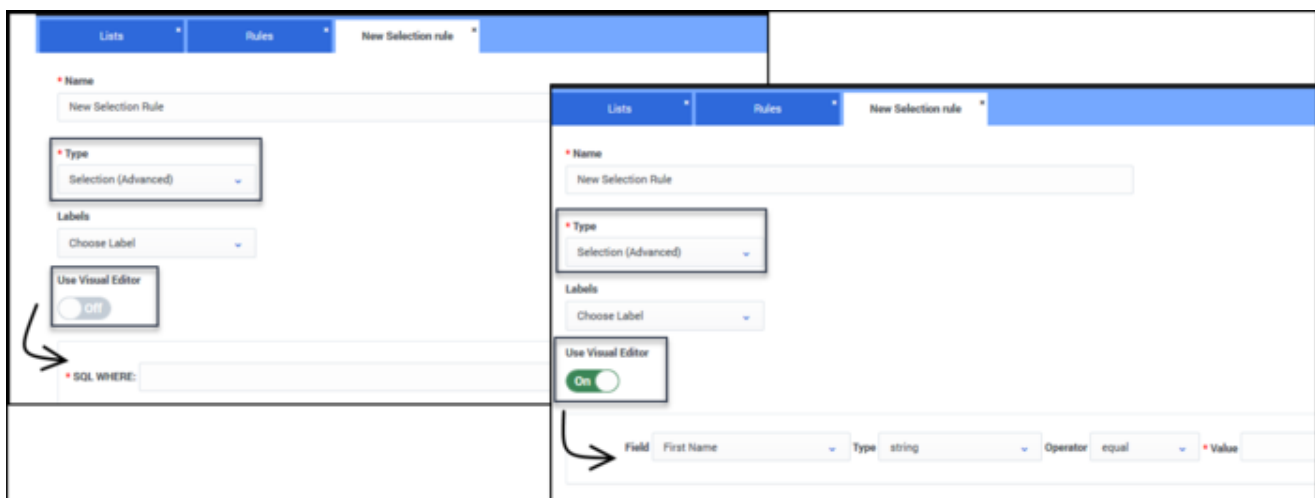 Lists Rules New Selection rule
* Name
New Selection Rule
* Type
Selection (Advanced)
Labels
Choose Label
Use Visual Editor
Off
* SQL WHERE:
Lists Rules New Selection rule
* Name
New Selection Rule
* Type
Selection (Advanced)
Labels
Choose Label
Use Visual Editor
On
Field First Name Type string Operator equal * Value